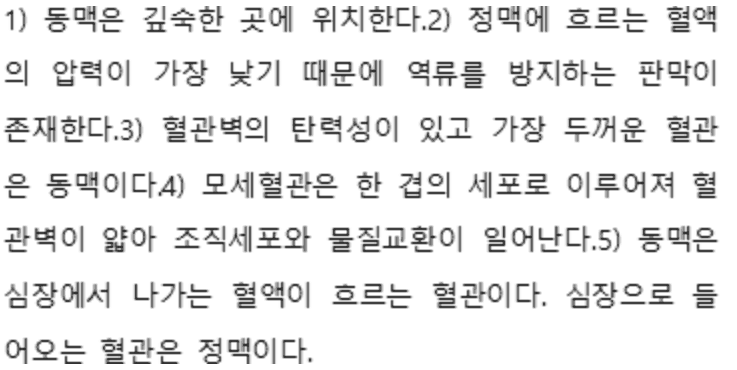 1) 동맥은 깊숙한 곳에 위치한다.2) 정맥에 흐르는 혈액
의 압력이 가장 낮기 때문에 역류를 방지하는 판막이
존재한다.3) 혈관벽의 탄력성이 있고 가장 두꺼운 혈관
은 동맥이다.4) 모세혈관은 한 겹의 세포로 이루어져 혈
관벽이 얇아 조직세포와 물질교환이 일어난다.5) 동맥은
심장에서 나가는 혈액이 흐르는 혈관이다. 심장으로 들
어오는 혈관은 정맥이다.